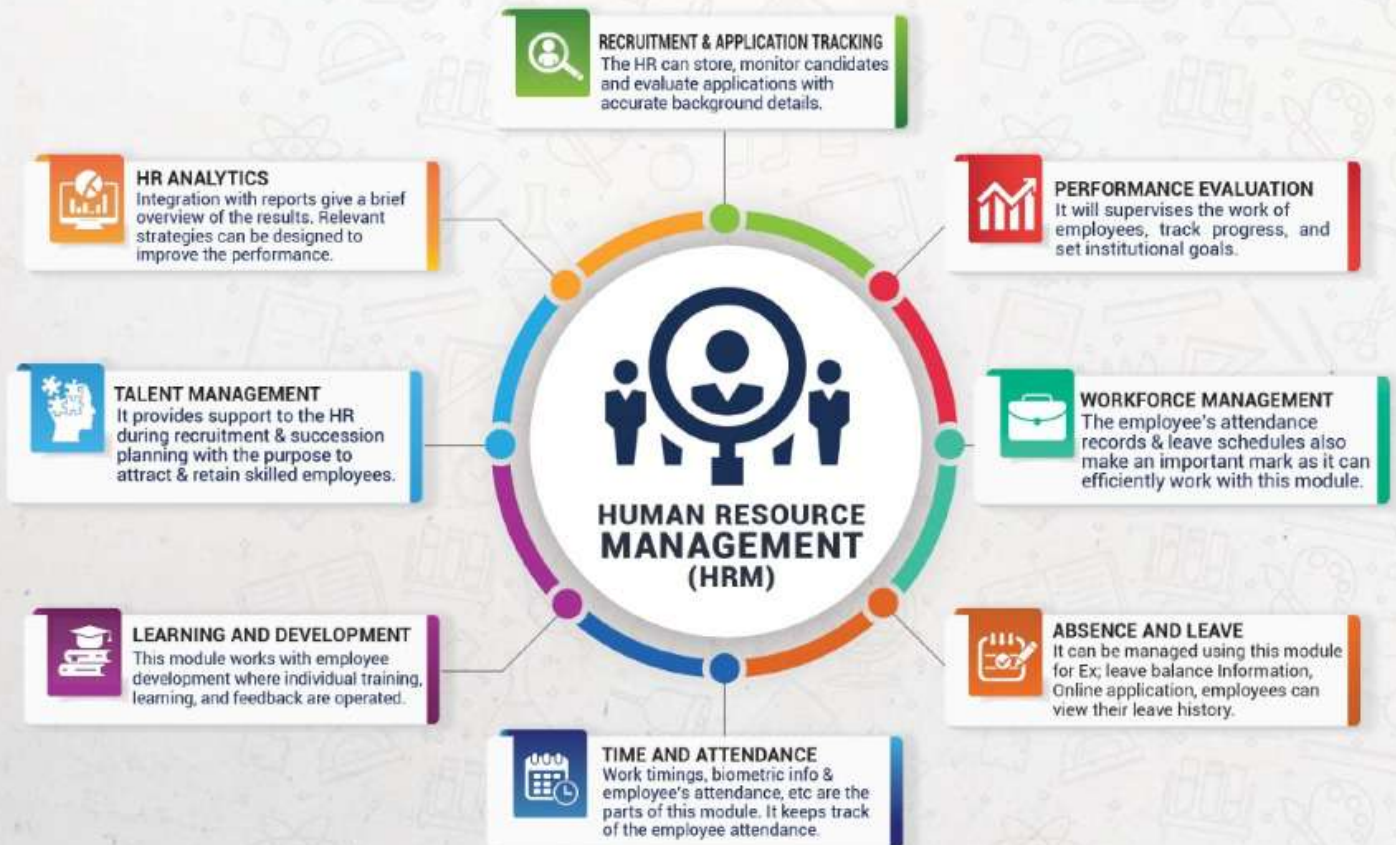 RECRUITMENT & APPLICATION TRACKING
The HR can store, monitor candidates
and evaluate applications with
accurate background details.
HR ANALYTICS
Integration with reports give a brief
overview of the results. Relevant
strategies can be designed to
improve the performance.
PERFORMANCE EVALUATION
It will supervises the work of
employees, track progress, and
set institutional goals.
TALENT MANAGEMENT
It provides support to the HR
during recruitment & succession
planning with the purpose to
attract & retain skilled employees.
HUMAN RESOURCE
MANAGEMENT
(HRM)
WORKFORCE MANAGEMENT
The employee's attendance
records & leave schedules also
make an important mark as it can
efficiently work with this module.
LEARNING AND DEVELOPMENT
This module works with employee
development where individual training,
learning, and feedback are operated.
ABSENCE AND LEAVE
It can be managed using this module
for Ex; leave balance Information,
Online application, employees can
view their leave history.
TIME AND ATTENDANCE
Work timings, biometric info &
employee's attendance, etc are the
parts of this module. It keeps track
of the employee attendance.